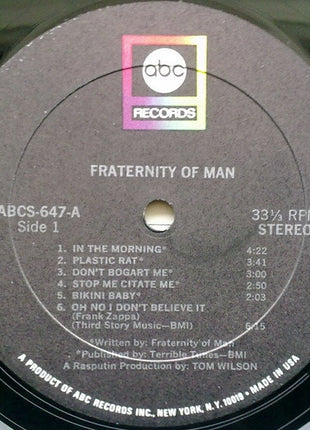 abc
RECORDS
FRATERNITY OF MAN
ABCS-647-A
Side 1
33⅓ RPM
STEREO
1. IN THE MORNING* 4:22
2. PLASTIC RAT* 3:41
3. DON'T BOGART ME* 3:00
4. STOP ME CITATE ME* 2:50
5. BIKINI BABY* 2:03
6. OH NO I DON'T BELIEVE IT
(Frank Zappa)
(Third Story Music—BMI) 6:15
*Written by: Fraternity of Man
*Published by: Terrible Tunes—BMI
A Rasputin Production by: TOM WILSON
A PRODUCT OF ABC RECORDS INC., NEW YORK, N.Y. 10019 • MADE IN USA